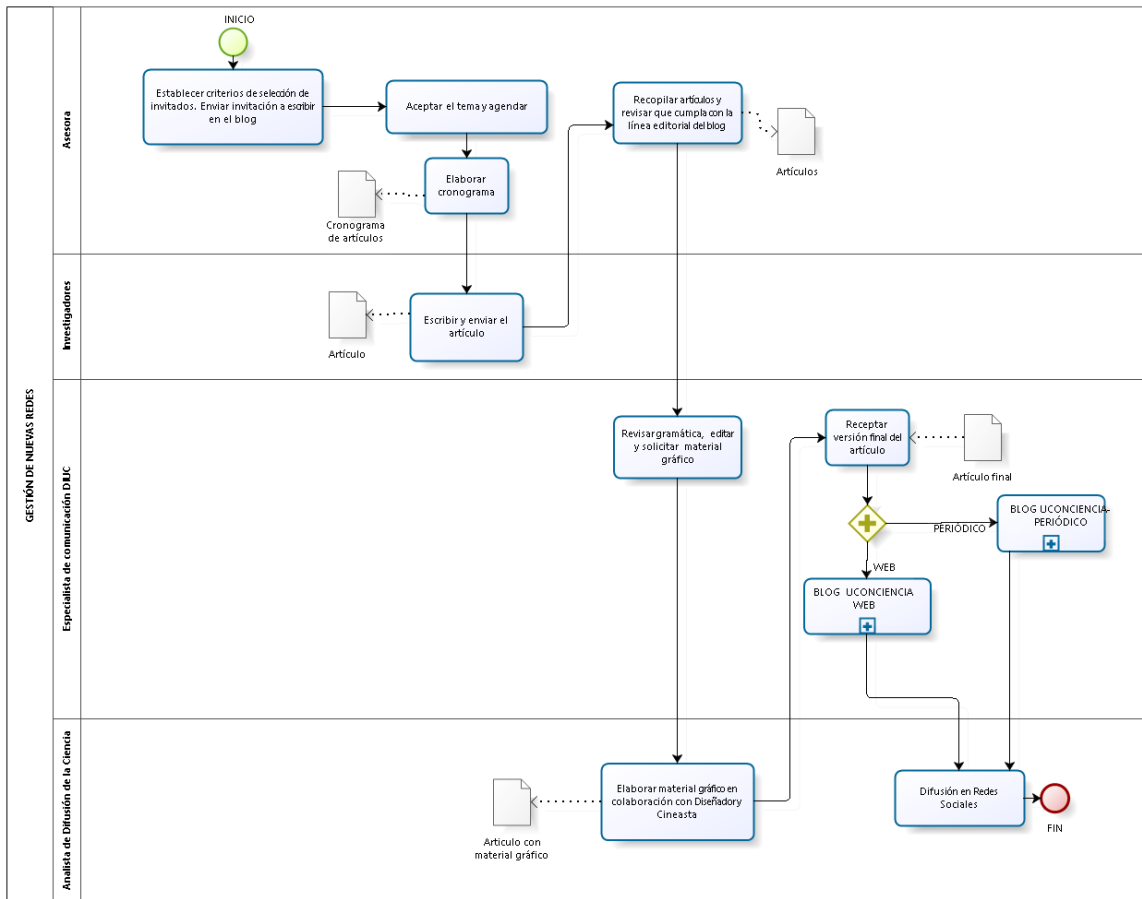 GESTIÓN DE NUEVAS REDES
Asesora
INICIO
Establecer criterios de selección de
invitados. Enviar invitación a escribir
en el blog
Aceptar el tema y agendar
Elaborar
cronograma
Cronograma
de artículos
Recopilar artículos y
revisar que cumpla con la
línea editorial del blog
Artículos
Investigadores
Escribir y enviar el
artículo
Artículo
Especialista de comunicación DIUC
Revisar gramática, editar
y solicitar material
gráfico
Receptar
versión final del
artículo
Artículo final
PERIÓDICO
BLOG UCONCIENCIA-
PERIÓDICO
WEB
BLOG UCONCIENCIA
WEB
Analista de Difusión de la Ciencia
Elaborar material gráfico en
colaboración con Diseñador y
Cineasta
Articulo con
material gráfico
Difusión en Redes
Sociales
FIN